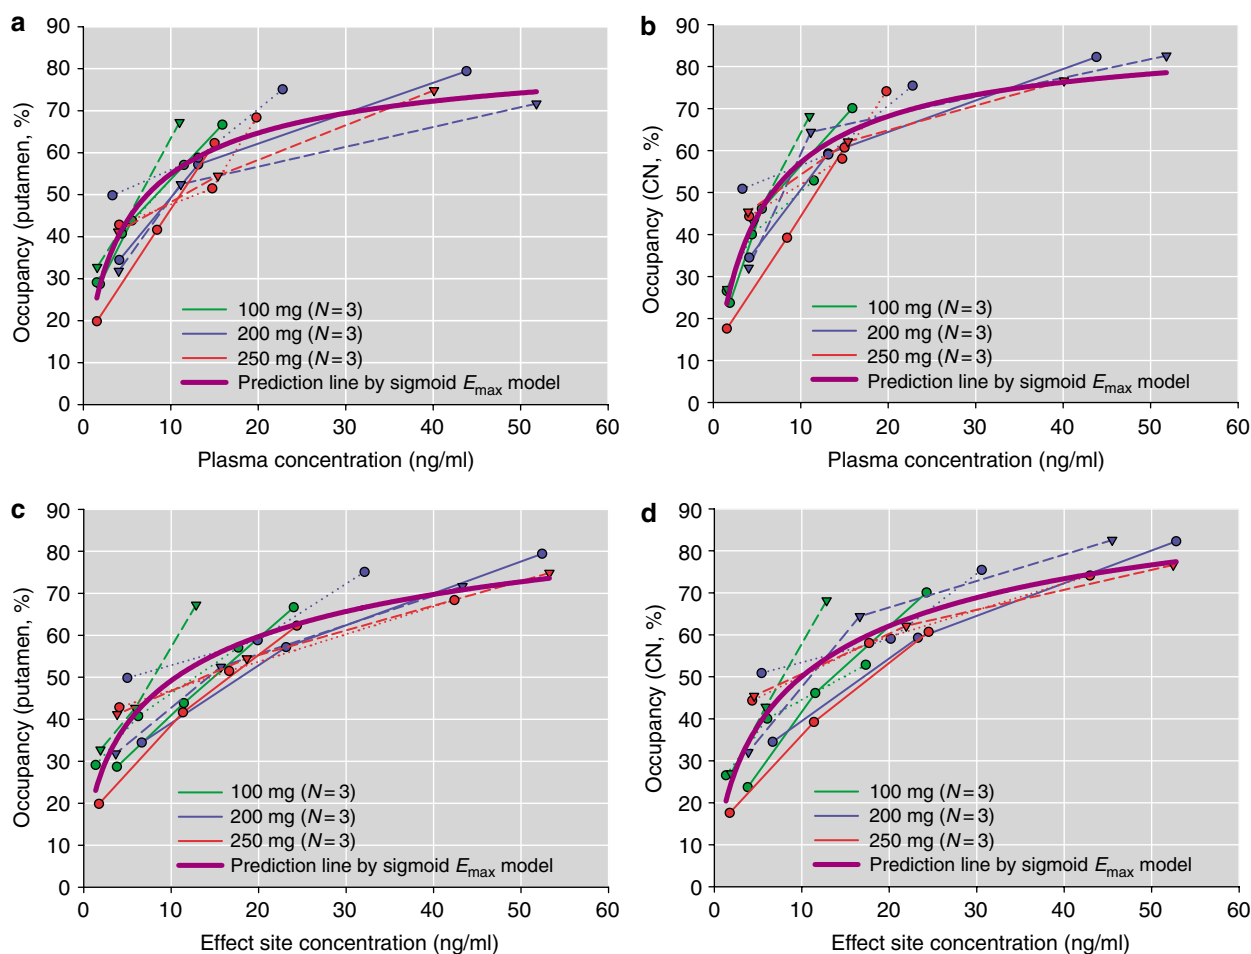 a
Occupancy (putamen, %)
90
80
70
60
50
40
30
20
10
0
100 mg (N = 3)
200 mg (N = 3)
250 mg (N = 3)
Prediction line by sigmoid Emax model
0 10 20 30 40 50 60
Plasma concentration (ng/ml)
b
Occupancy (CN, %)
90
80
70
60
50
40
30
20
10
0
100 mg (N = 3)
200 mg (N = 3)
250 mg (N = 3)
Prediction line by sigmoid Emax model
0 10 20 30 40 50 60
Plasma concentration (ng/ml)
c
Occupancy (putamen, %)
90
80
70
60
50
40
30
20
10
0
100 mg (N = 3)
200 mg (N = 3)
250 mg (N = 3)
Prediction line by sigmoid Emax model
0 10 20 30 40 50 60
Effect site concentration (ng/ml)
d
Occupancy (CN, %)
90
80
70
60
50
40
30
20
10
0
100 mg (N = 3)
200 mg (N = 3)
250 mg (N = 3)
Prediction line by sigmoid Emax model
0 10 20 30 40 50 60
Effect site concentration (ng/ml)